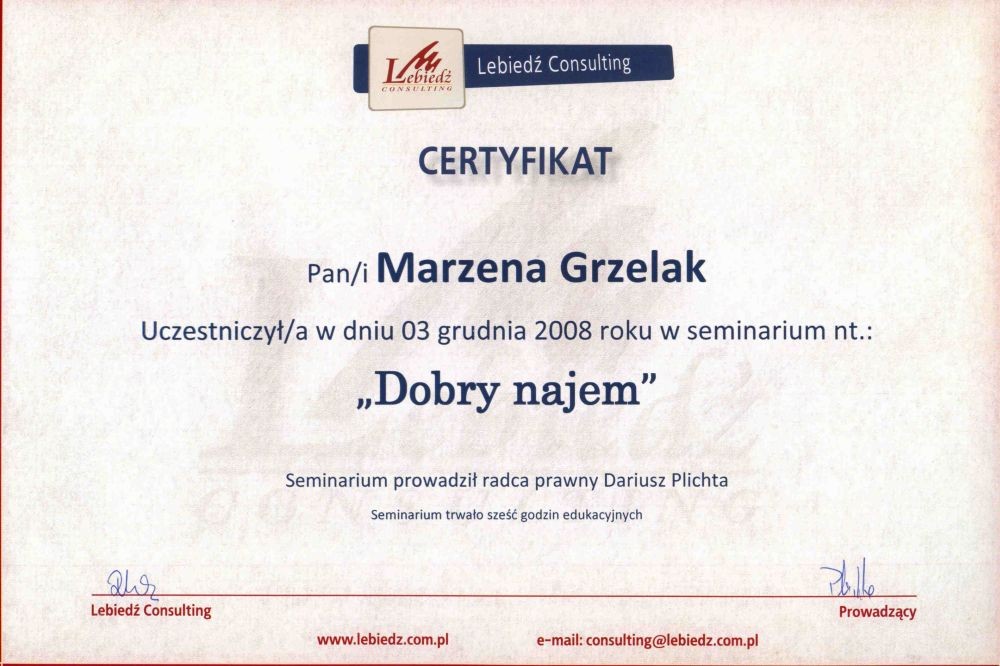 Lebiedź
CONSULTING
Lebiedź Consulting
CERTYFIKAT
Pan/i Marzena Grzelak
Uczestniczył/a w dniu 03 grudnia 2008 roku w seminarium nt.:
„Dobry najem”
Seminarium prowadził radca prawny Dariusz Plichta
Seminarium trwało sześć godzin edukacyjnych
Lebiedź Consulting
Prowadzący
www.lebiedz.com.pl
e-mail: consulting@lebiedz.com.pl